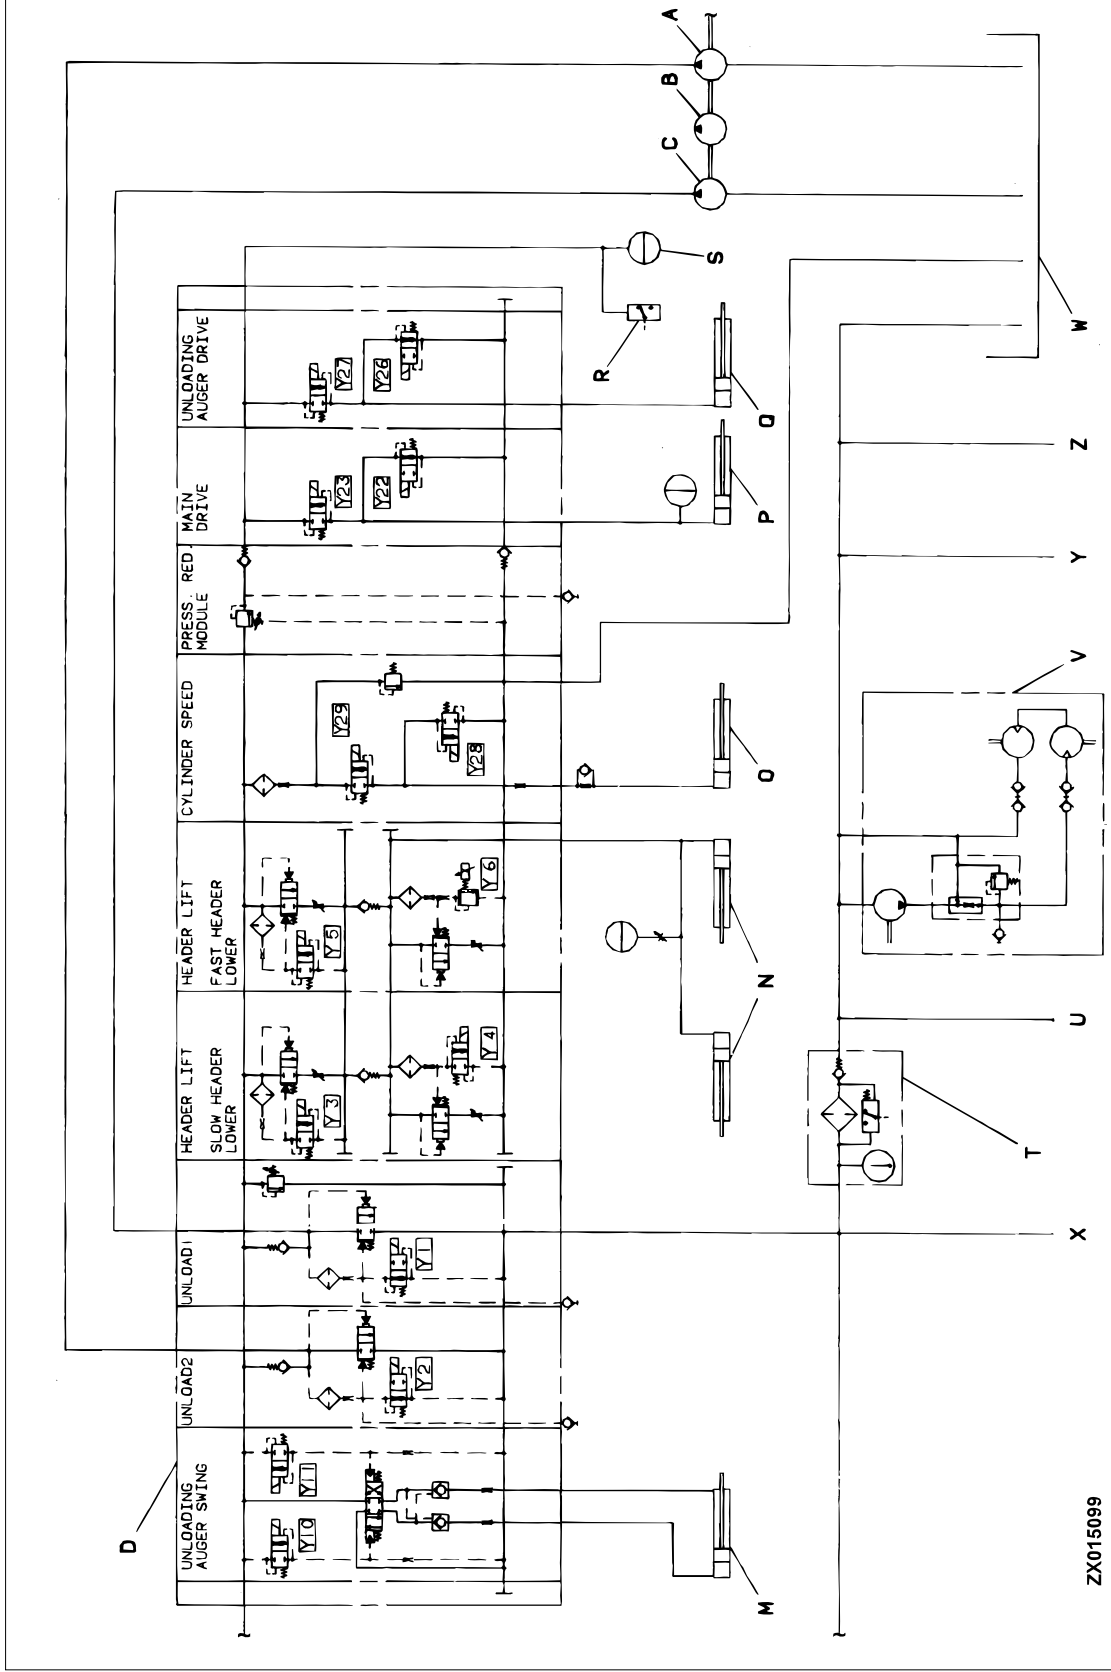 D
UNLOADING
AUGER SWING
UNLOAD2
UNLOAD1
HEADER LIFT
SLOW HEADER
LOWER
HEADER LIFT
FAST HEADER
LOWER
CYLINDER SPEED
PRESS. RED.
MODULE
MAIN
DRIVE
UNLOADING
AUGER DRIVE
Y10
Y11
Y2
Y1
Y3
Y4
Y5
Y6
Y29
Y28
Y23
Y22
Y27
Y26
A
B
C
S
R
M
N
O
P
Q
W
X
T
U
V
Y
Z
ZX015099